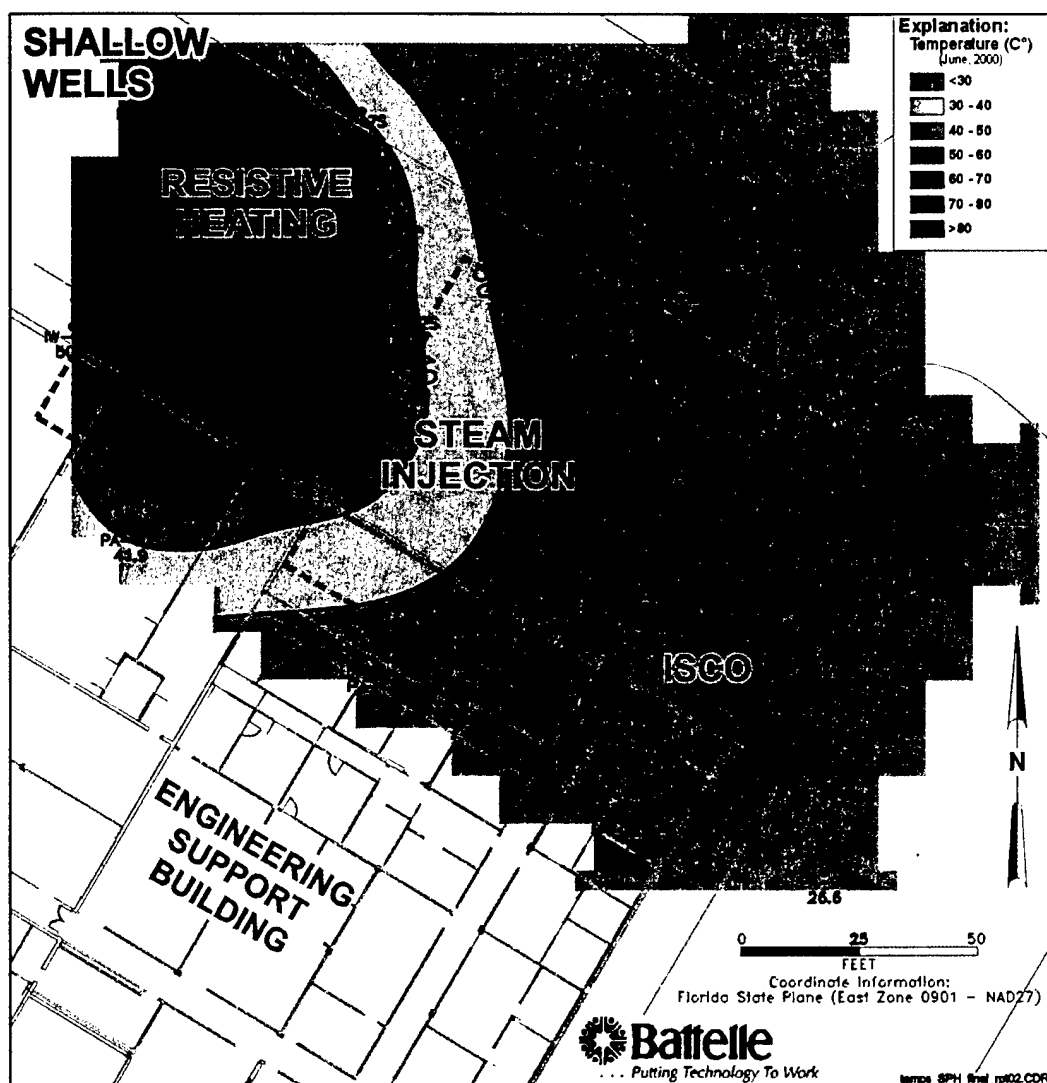 SHALLOW
WELLS
Explanation:
Temperature (C°)
(June, 2000)
<30
30 - 40
40 - 50
50 - 60
60 - 70
70 - 80
>80
RESISTIVE
HEATING
STEAM
INJECTION
ISCO
N
ENGINEERING
SUPPORT
BUILDING
26.6
0 25 50
FEET
Coordinate Information:
Florida State Plane (East Zone 0901 - NAD27)
Battelle
. . . Putting Technology To Work